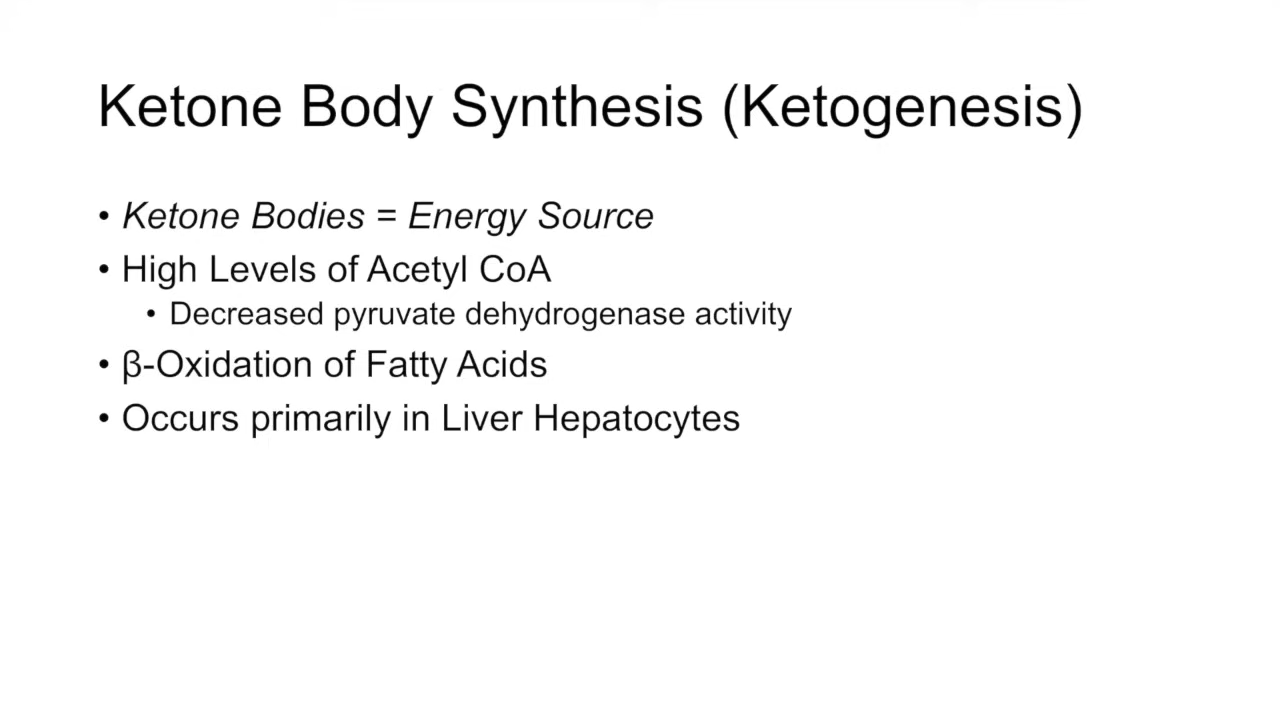 Ketone Body Synthesis (Ketogenesis)
• Ketone Bodies = Energy Source
• High Levels of Acetyl CoA
• Decreased pyruvate dehydrogenase activity
• β-Oxidation of Fatty Acids
• Occurs primarily in Liver Hepatocytes